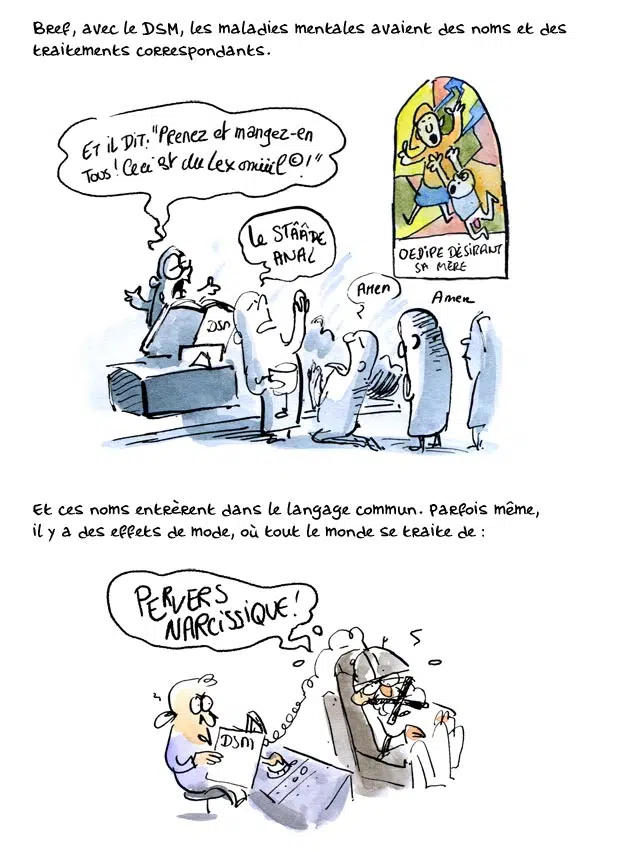 Bref, avec le DSM, les maladies mentales avaient des noms et des
traitements correspondants.
ET iL DiT: "Prenez et mangez-en
Tous! Ceci est du Lexomiiil©!"
Le STÂÂDE
ANAL
Amen
Amen
DSM
OEDiPE DÉSIRANT
SA MÈRE
Et ces noms entrèrent dans le langage commun. Parfois même,
il y a des effets de mode, où tout le monde se traite de :
PERVERS
NARCISSIQUE!
DSM